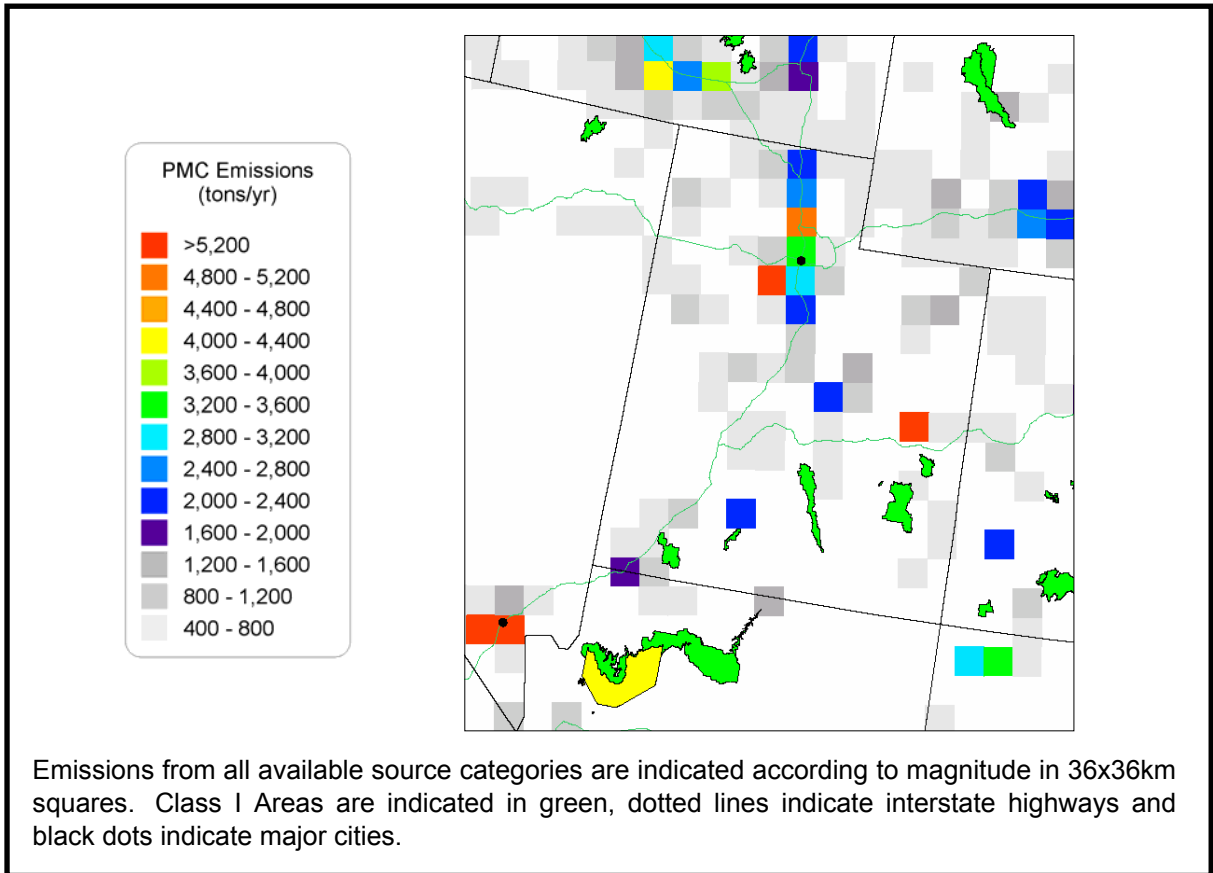 PMC Emissions
(tons/yr)
>5,200
4,800 - 5,200
4,400 - 4,800
4,000 - 4,400
3,600 - 4,000
3,200 - 3,600
2,800 - 3,200
2,400 - 2,800
2,000 - 2,400
1,600 - 2,000
1,200 - 1,600
800 - 1,200
400 - 800
Emissions from all available source categories are indicated according to magnitude in 36x36km
squares. Class I Areas are indicated in green, dotted lines indicate interstate highways and
black dots indicate major cities.